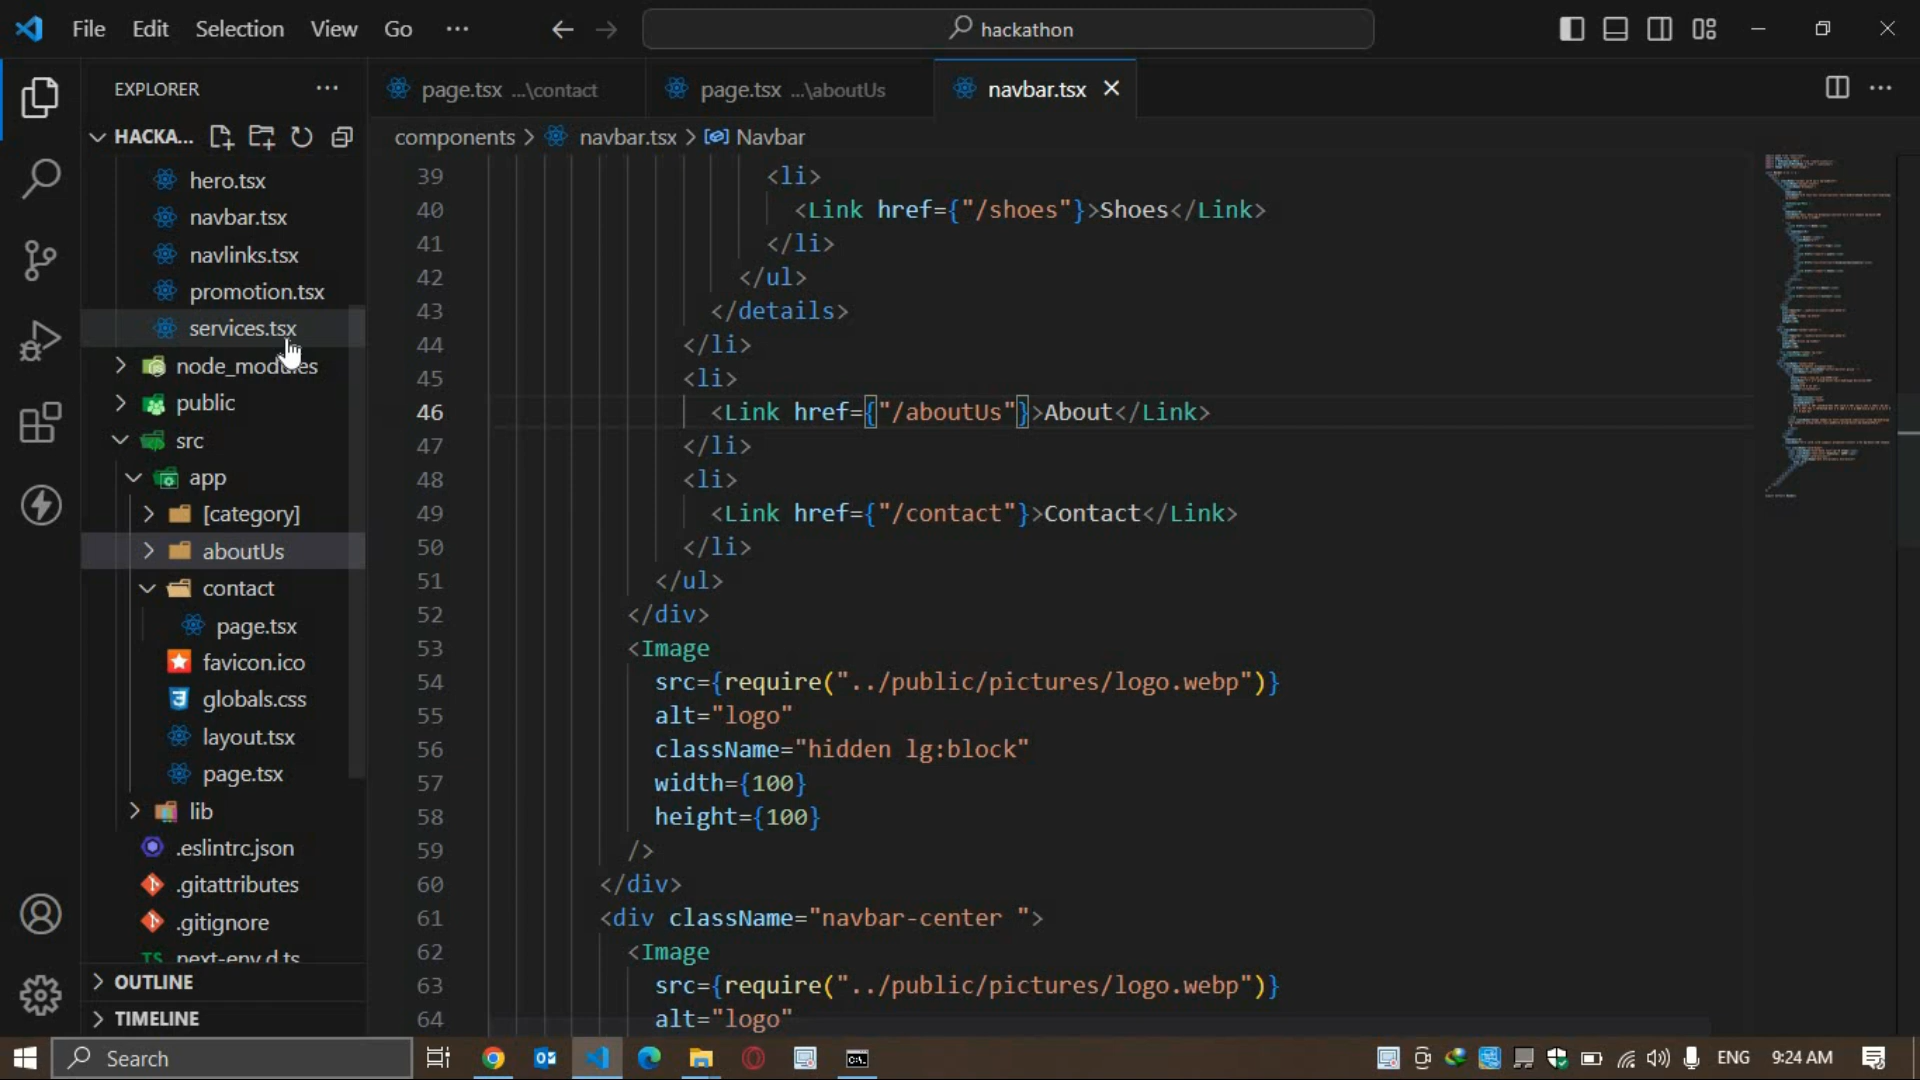 File Edit Selection View Go ...
hackathon
EXPLORER
HACKA...
hero.tsx
navbar.tsx
navlinks.tsx
promotion.tsx
services.tsx
node_modules
public
src
app
[category]
aboutUs
contact
page.tsx
favicon.ico
globals.css
layout.tsx
page.tsx
lib
.eslintrc.json
.gitattributes
.gitignore
TS next-env.d.ts
OUTLINE
TIMELINE
page.tsx ...\contact
page.tsx ...\aboutUs
navbar.tsx
components > navbar.tsx > Navbar
39 <li>
40 <Link href={"/shoes"}>Shoes</Link>
41 </li>
42 </ul>
43 </details>
44 </li>
45 <li>
46 <Link href={"/aboutUs"}>About</Link>
47 </li>
48 <li>
49 <Link href={"/contact"}>Contact</Link>
50 </li>
51 </ul>
52 </div>
53 <Image
54 src={require("../public/pictures/logo.webp")}
55 alt="logo"
56 className="hidden lg:block"
57 width={100}
58 height={100}
59 />
60 </div>
61 <div className="navbar-center ">
62 <Image
63 src={require("../public/pictures/logo.webp")}
64 alt="logo"
Search
ENG
9:24 AM